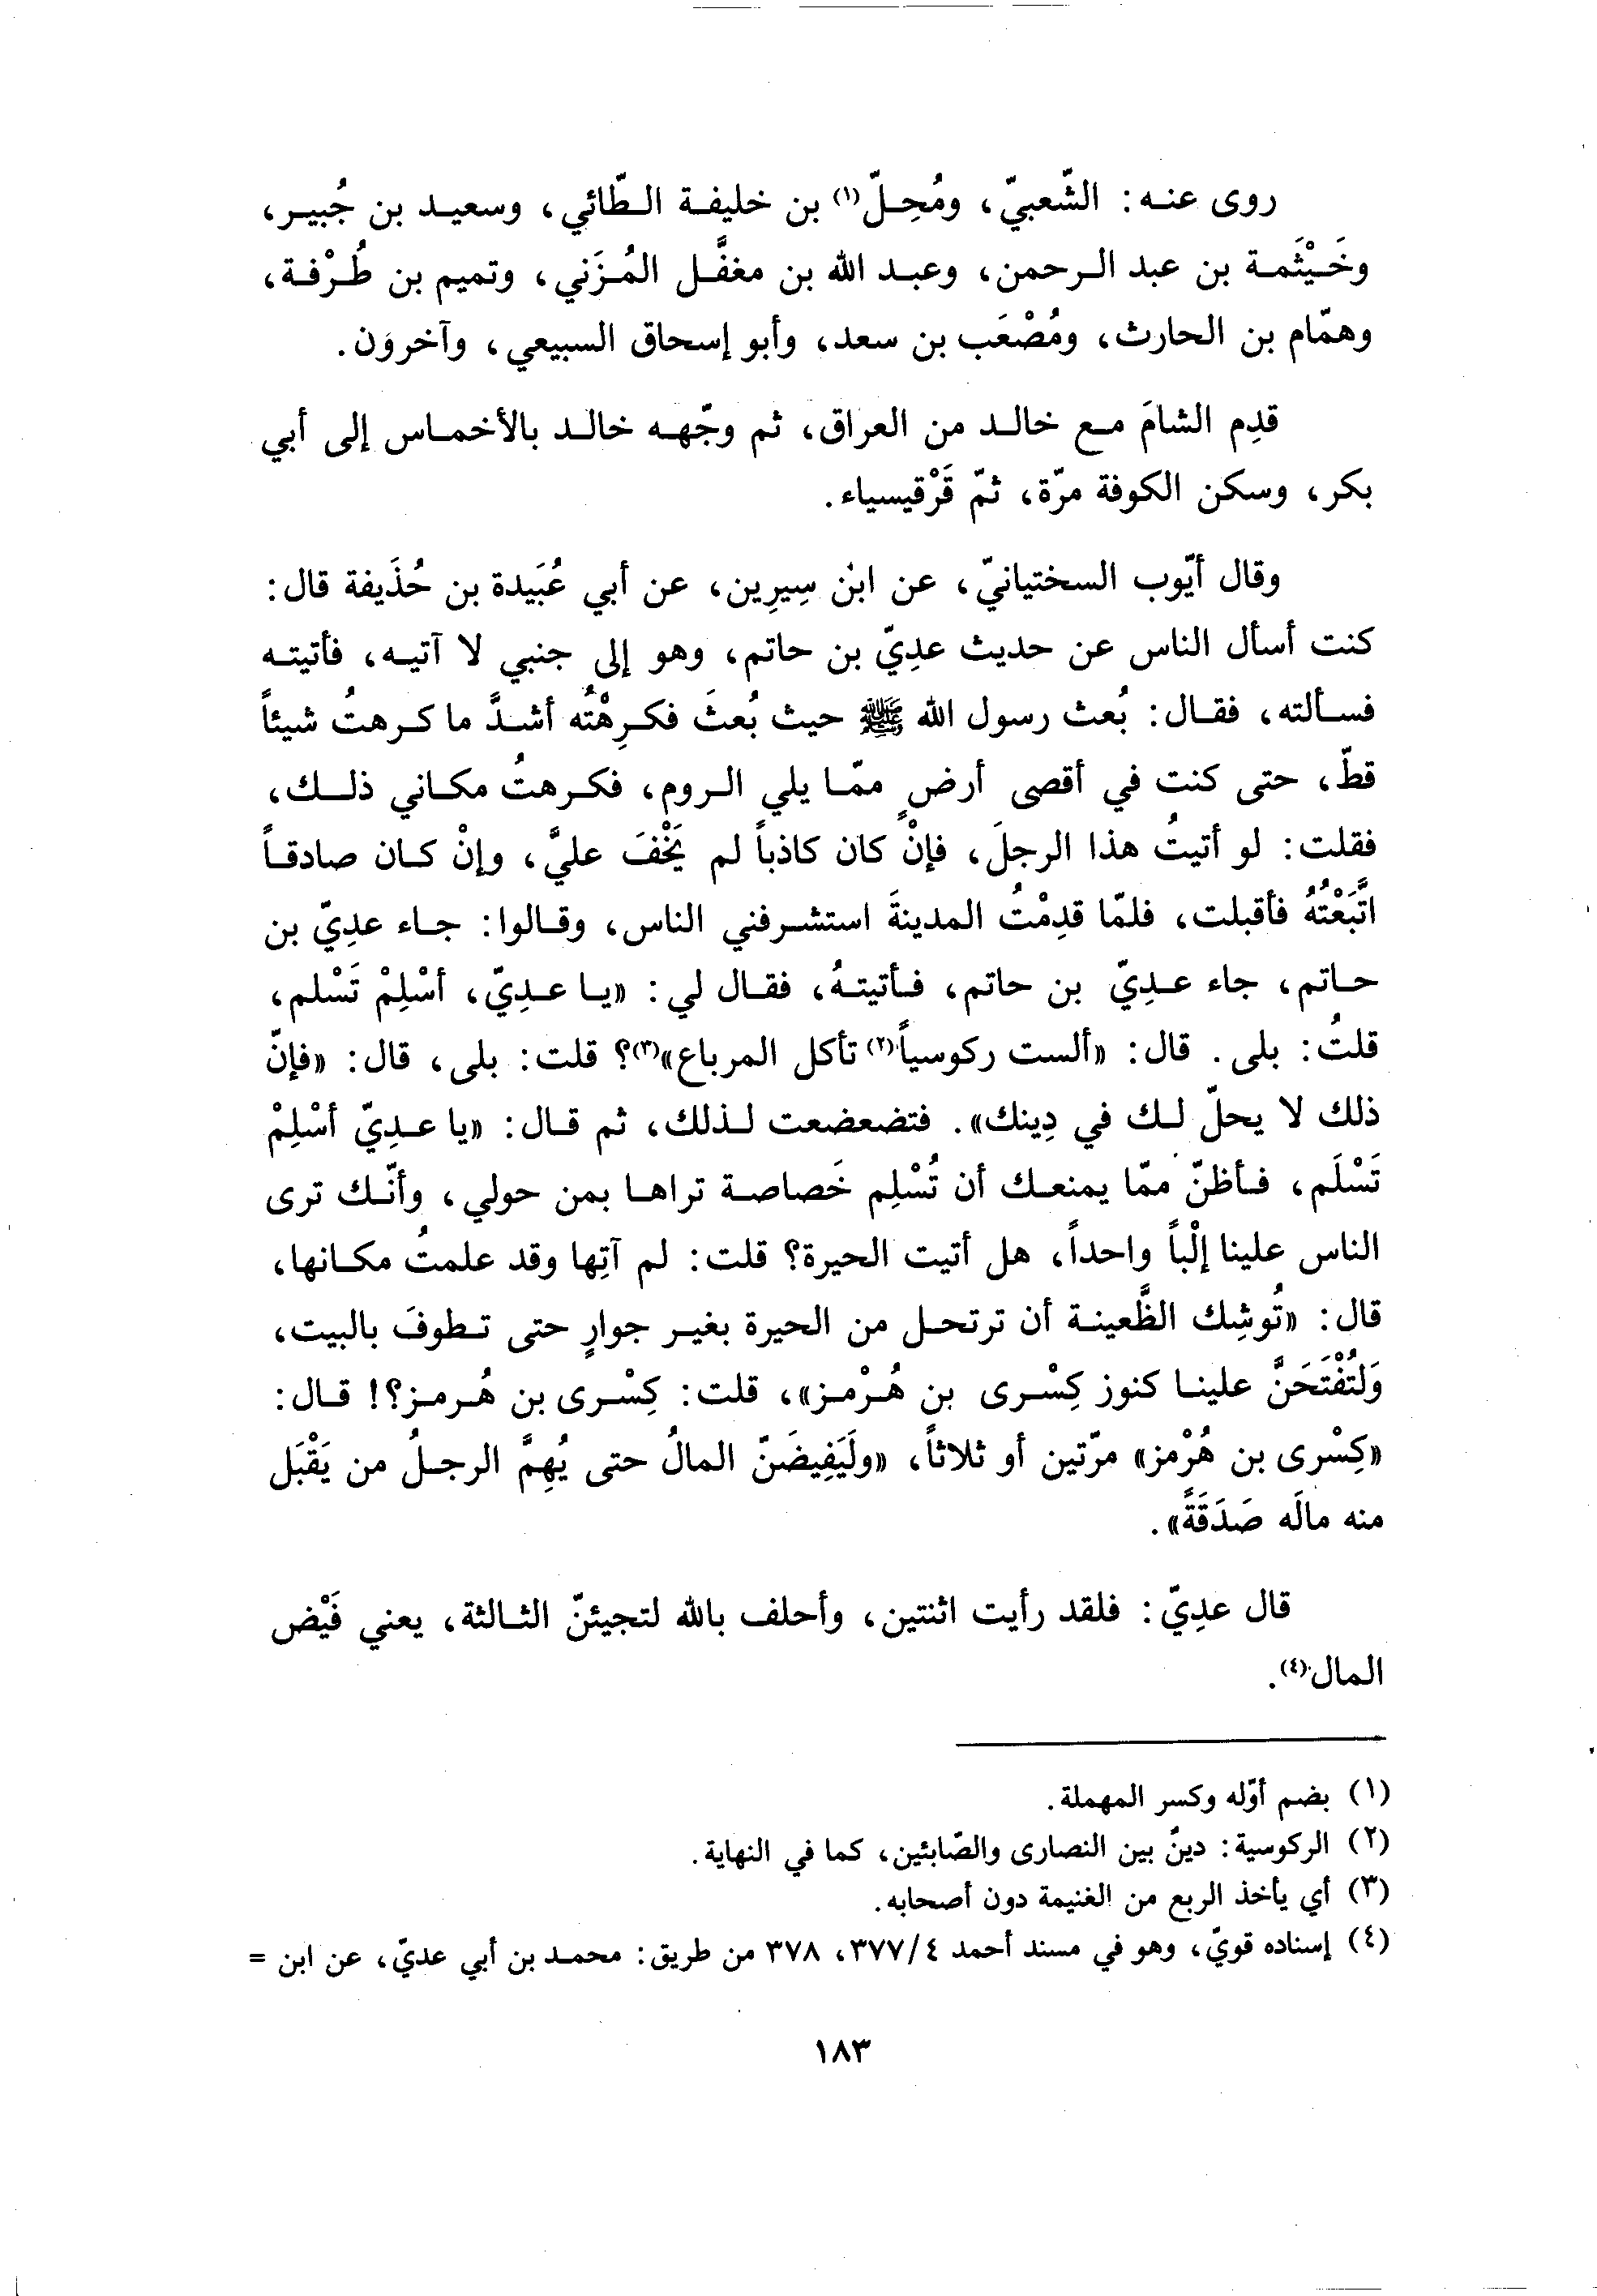 روى عنه: الشّعبيّ، ومُحِلّ(١) بن خليفة الطّائي، وسعيد بن جُبير،
وخَيْثَمة بن عبد الرحمن، وعبد الله بن مغفَّل المُزَني، وتميم بن طُرْفة،
وهمّام بن الحارث، ومُصْعَب بن سعد، وأبو إسحاق السبيعي، وآخرون.
قدِم الشامَ مع خالد من العراق، ثم وجّهه خالد بالأخماس إلى أبي
بكر، وسكن الكوفة مرّة، ثمّ قَرْقيسياء.
وقال أيّوب السختيانيّ، عن ابن سِيرِين، عن أبي عُبَيدة بن حُذَيفة قال:
كنت أسأل الناس عن حديث عدِيّ بن حاتم، وهو إلى جنبي لا آتيه، فأتيته
فسألته، فقال: بُعث رسول الله ﷺ حيث بُعثَ فكرِهْتُه أشدَّ ما كرهتُ شيئاً
قطّ، حتى كنت في أقصى أرضٍ ممّا يلي الروم، فكرهتُ مكاني ذلك،
فقلت: لو أتيتُ هذا الرجلَ، فإنْ كان كاذباً لم يَخْفَ عليَّ، وإنْ كان صادقاً
اتَّبَعْتُهُ فأقبلت، فلمّا قدِمْتُ المدينةَ استشرفني الناس، وقالوا: جاء عدِيّ بن
حاتم، جاء عدِيّ بن حاتم، فأتيتهُ، فقال لي: «يا عدِيّ، أسْلِمْ تَسْلم،
قلتُ: بلى. قال: «ألست ركوسياً(٢) تأكل المرباع»(٣)؟ قلت: بلى، قال: «فإنّ
ذلك لا يحلّ لك في دِينك». فتضعضعت لذلك، ثم قال: «يا عدِيّ أسْلِمْ
تَسْلَم، فأظنّ ممّا يمنعك أن تُسْلِم خَصاصة تراها بمن حولي، وأنّك ترى
الناس علينا إلْباً واحداً، هل أتيت الحيرة؟ قلت: لم آتِها وقد علمتُ مكانها،
قال: «تُوشِك الظَّعينة أن ترتحل من الحيرة بغير جوارٍ حتى تطوفَ بالبيت،
وَلَتُفْتَحَنَّ علينا كنوز كِسْرى بن هُرْمز»، قلت: كِسْرى بن هُرمز؟! قال:
«كِسْرى بن هُرْمز» مرّتين أو ثلاثاً، «ولَيَفِيضَنّ المالُ حتى يُهِمَّ الرجلُ من يَقْبَل
منه مالَه صَدَقَةً».
قال عدِيّ: فلقد رأيت اثنتين، وأحلف بالله لتجيئنّ الثالثة، يعني فَيْض
المال(٤).
(١) بضم أوّله وكسر المهملة.
(٢) الركوسية: دينٌ بين النصارى والصّابئين، كما في النهاية.
(٣) أي يأخذ الربع من الغنيمة دون أصحابه.
(٤) إسناده قويّ، وهو في مسند أحمد ٤/٣٧٧، ٣٧٨ من طريق: محمد بن أبي عديّ، عن ابن =
١٨٣